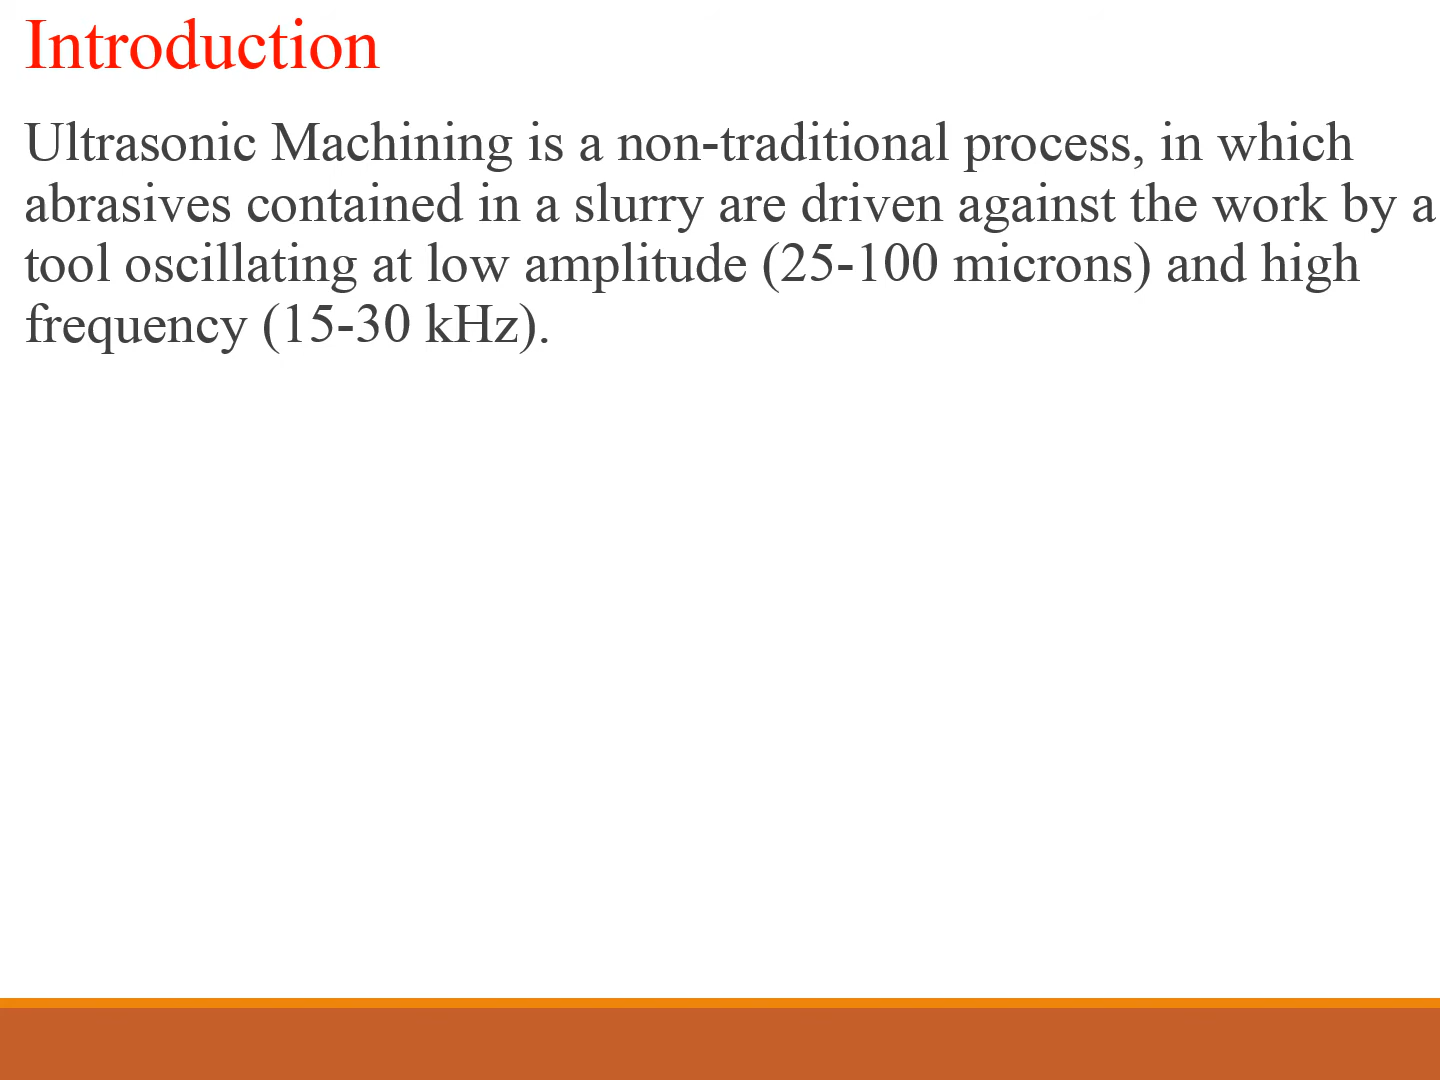 Introduction
Ultrasonic Machining is a non-traditional process, in which
abrasives contained in a slurry are driven against the work by a
tool oscillating at low amplitude (25-100 microns) and high
frequency (15-30 kHz).